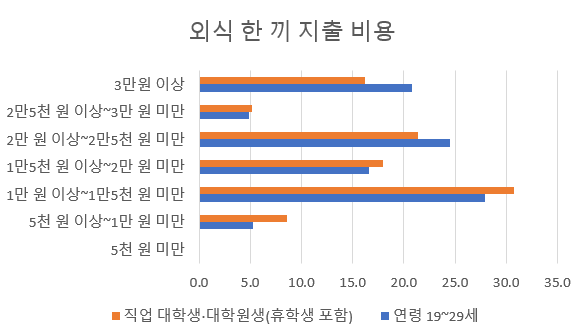 외식 한 끼 지출 비용
3만원 이상
2만5천 원 이상~3만 원 미만
2만 원 이상~2만5천 원 미만
1만5천 원 이상~2만 원 미만
1만 원 이상~1만5천 원 미만
5천 원 이상~1만 원 미만
5천 원 미만
0.0 5.0 10.0 15.0 20.0 25.0 30.0 35.0
직업 대학생·대학원생(휴학생 포함) 연령 19~29세